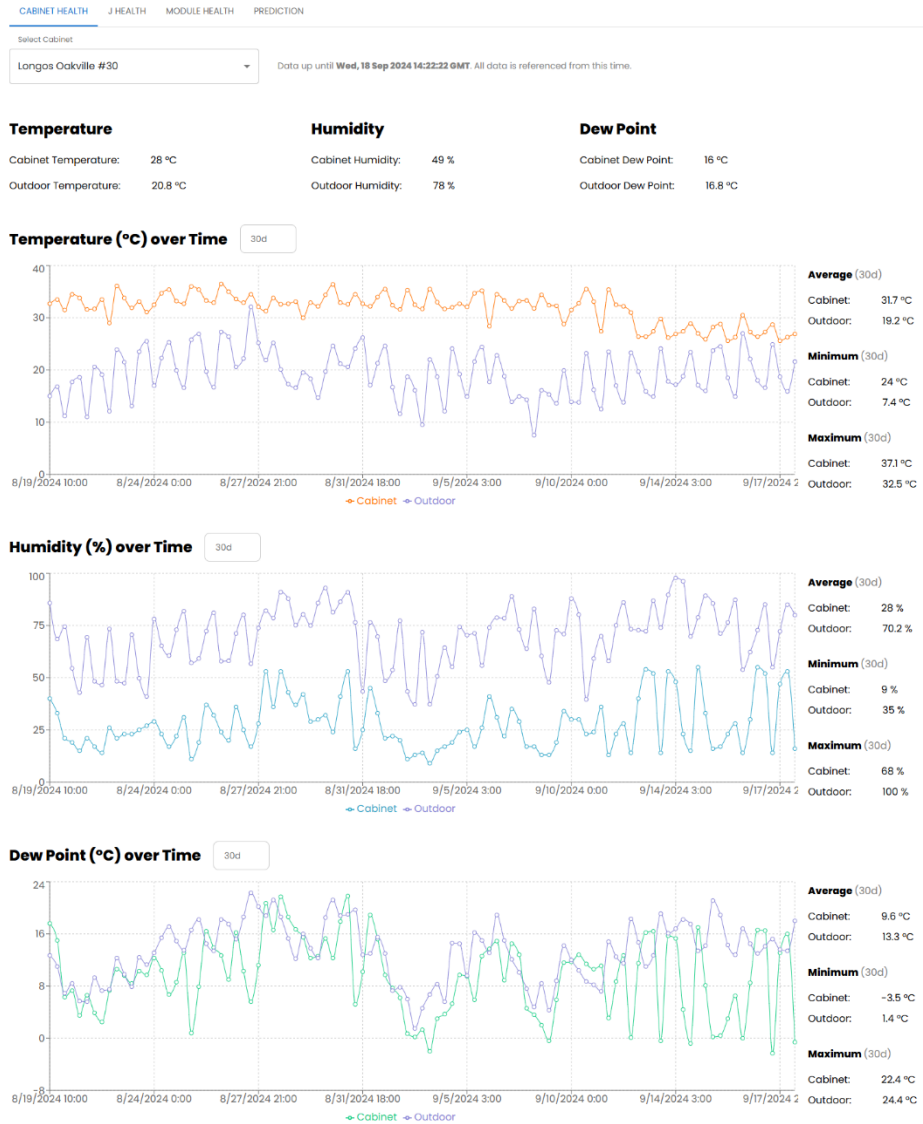 CABINET HEALTH J HEALTH MODULE HEALTH PREDICTION
Select Cabinet
Longos Oakville #30
Data up until Wed, 18 Sep 2024 14:22:22 GMT. All data is referenced from this time.
Temperature Humidity Dew Point
Cabinet Temperature: 28 °C Cabinet Humidity: 49 % Cabinet Dew Point: 16 °C
Outdoor Temperature: 20.8 °C Outdoor Humidity: 78 % Outdoor Dew Point: 16.8 °C
Temperature (°C) over Time 30d
40
30
20
10
0
8/19/2024 10:00 8/24/2024 0:00 8/27/2024 21:00 8/31/2024 18:00 9/5/2024 3:00 9/10/2024 0:00 9/14/2024 3:00 9/17/2024 2
Cabinet Outdoor
Average (30d)
Cabinet: 31.7 °C
Outdoor: 19.2 °C
Minimum (30d)
Cabinet: 24 °C
Outdoor: 7.4 °C
Maximum (30d)
Cabinet: 37.1 °C
Outdoor: 32.5 °C
Humidity (%) over Time 30d
100
75
50
25
0
8/19/2024 10:00 8/24/2024 0:00 8/27/2024 21:00 8/31/2024 18:00 9/5/2024 3:00 9/10/2024 0:00 9/14/2024 3:00 9/17/2024 2
Cabinet Outdoor
Average (30d)
Cabinet: 28 %
Outdoor: 70.2 %
Minimum (30d)
Cabinet: 9 %
Outdoor: 35 %
Maximum (30d)
Cabinet: 68 %
Outdoor: 100 %
Dew Point (°C) over Time 30d
24
16
8
0
-8
8/19/2024 10:00 8/24/2024 0:00 8/27/2024 21:00 8/31/2024 18:00 9/5/2024 3:00 9/10/2024 0:00 9/14/2024 3:00 9/17/2024 2
Cabinet Outdoor
Average (30d)
Cabinet: 9.6 °C
Outdoor: 13.3 °C
Minimum (30d)
Cabinet: -3.5 °C
Outdoor: 1.4 °C
Maximum (30d)
Cabinet: 22.4 °C
Outdoor: 24.4 °C